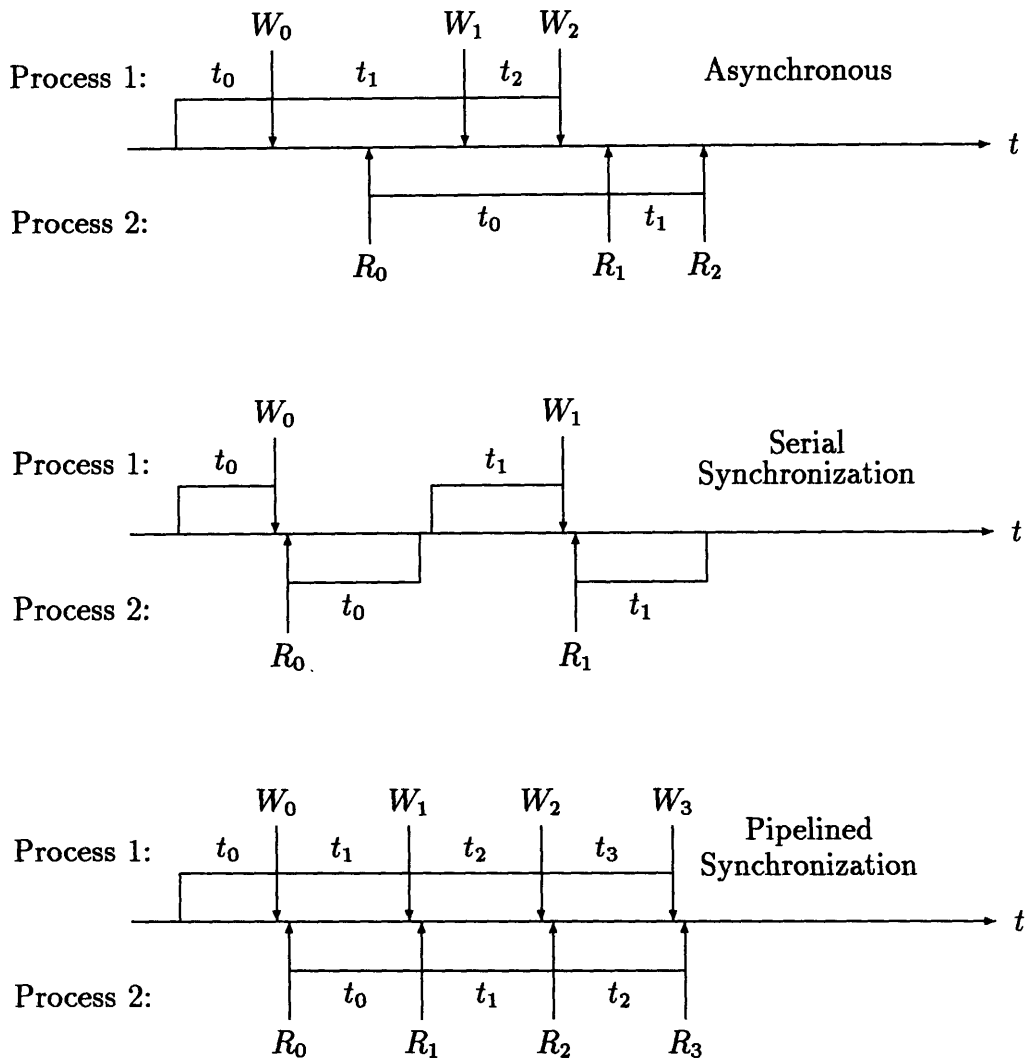 W₀ W₁ W₂
Process 1: t₀ t₁ t₂ Asynchronous
t
Process 2: t₀ t₁
R₀ R₁ R₂
W₀ W₁
Process 1: t₀ t₁ Serial
Synchronization
t
Process 2: t₀ t₁
R₀ R₁
W₀ W₁ W₂ W₃
Process 1: t₀ t₁ t₂ t₃ Pipelined
Synchronization
t
Process 2: t₀ t₁ t₂
R₀ R₁ R₂ R₃